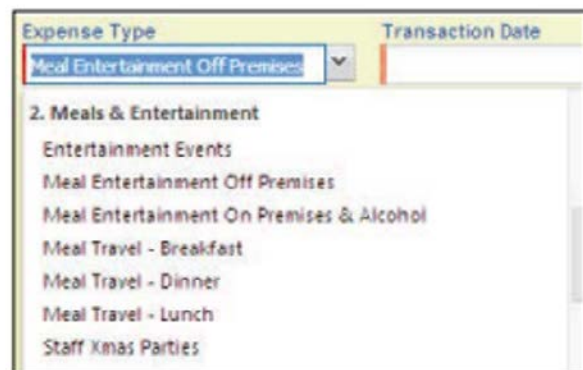 Expense Type Transaction Date
Meal Entertainment Off Premises
2. Meals & Entertainment
Entertainment Events
Meal Entertainment Off Premises
Meal Entertainment On Premises & Alcohol
Meal Travel - Breakfast
Meal Travel - Dinner
Meal Travel - Lunch
Staff Xmas Parties